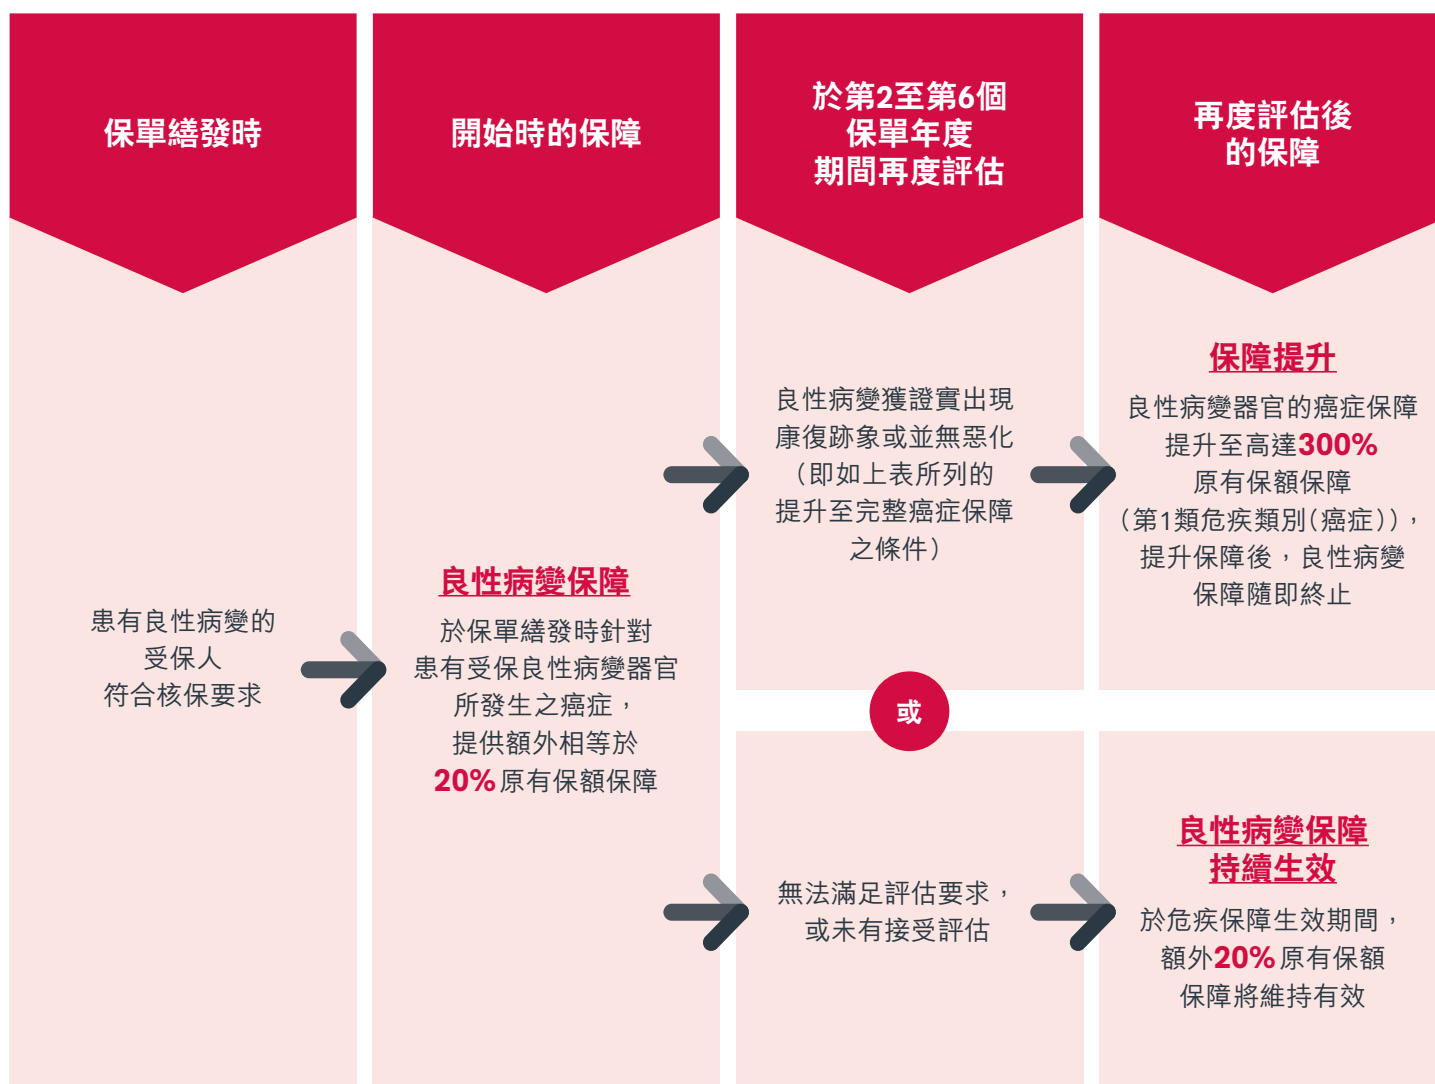 保單繕發時
開始時的保障
於第2至第6個
保單年度
期間再度評估
再度評估後
的保障
患有良性病變的
受保人
符合核保要求
良性病變保障
於保單繕發時針對
患有受保良性病變器官
所發生之癌症，
提供額外相等於
20%原有保額保障
良性病變獲證實出現
康復跡象或並無惡化
（即如上表所列的
提升至完整癌症保障
之條件）
保障提升
良性病變器官的癌症保障
提升至高達300%
原有保額保障
（第1類危疾類別（癌症）），
提升保障後，良性病變
保障隨即終止
或
無法滿足評估要求，
或未有接受評估
良性病變保障
持續生效
於危疾保障生效期間，
額外20%原有保額
保障將維持有效